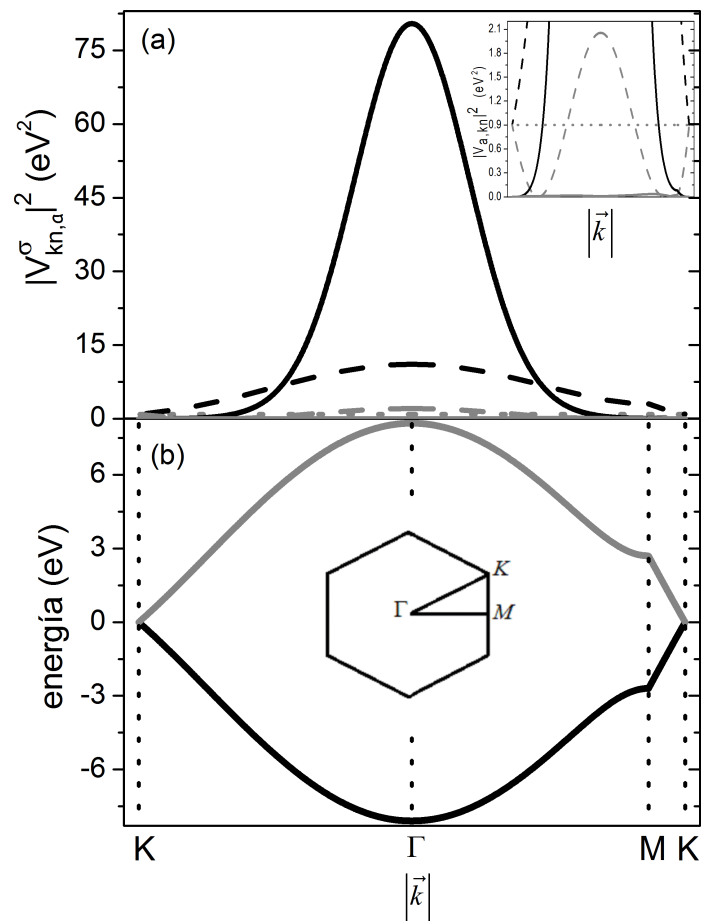 (a)
|V^σ_{kn,a}|² (eV²)
75
60
45
30
15
0
|V_{a,kn}|² (eV²)
2.1
1.8
1.5
1.2
0.9
0.6
0.3
0.0
|k⃗|
(b)
energía (eV)
6
3
0
-3
-6
K
Γ
M
K
Γ
M
K
|k⃗|